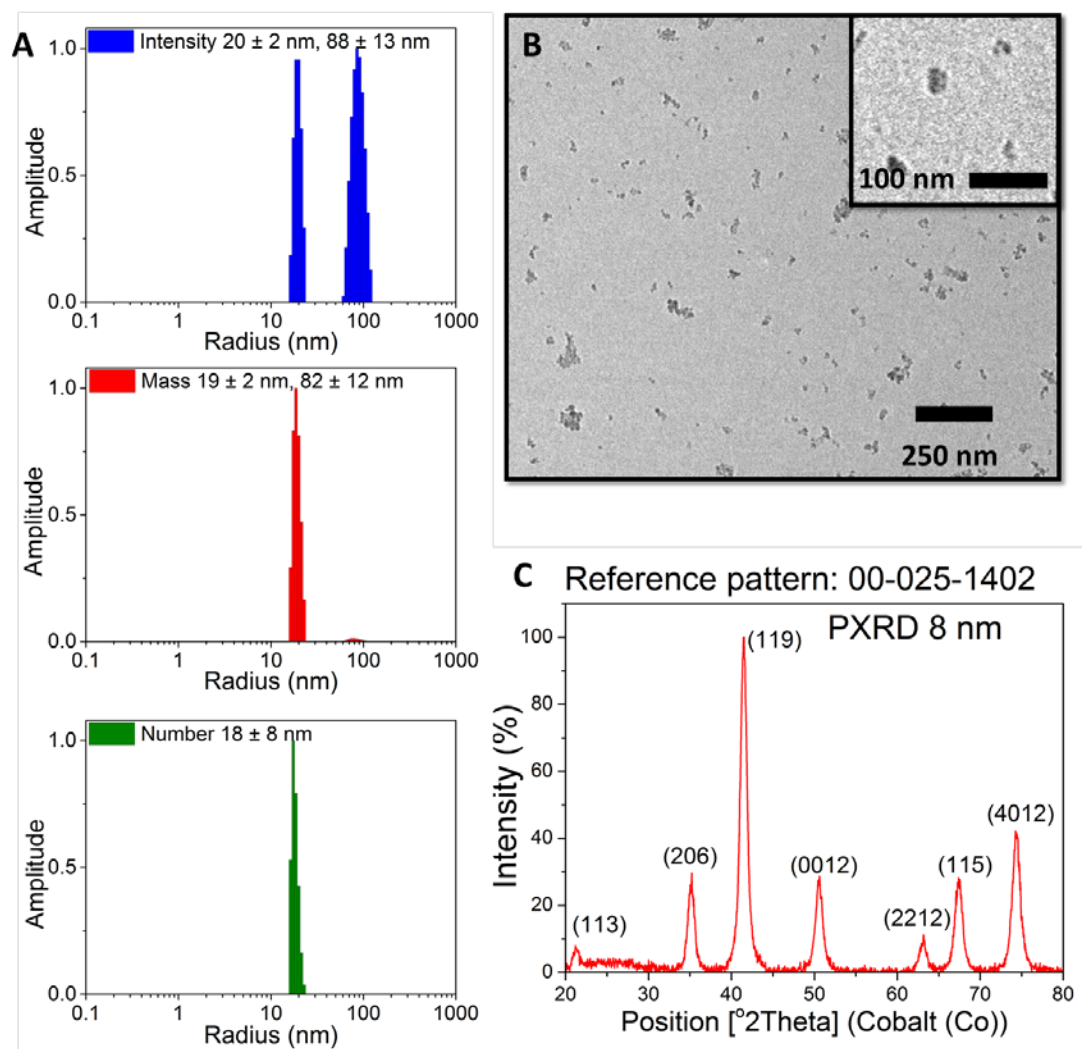 A
Intensity 20 ± 2 nm, 88 ± 13 nm
1.0
0.5
0.0
Amplitude
0.1 1 10 100 1000
Radius (nm)
Mass 19 ± 2 nm, 82 ± 12 nm
1.0
0.5
0.0
Amplitude
0.1 1 10 100 1000
Radius (nm)
Number 18 ± 8 nm
1.0
0.5
0.0
Amplitude
0.1 1 10 100 1000
Radius (nm)
B
100 nm
250 nm
C Reference pattern: 00-025-1402
PXRD 8 nm
100
80
60
40
20
0
Intensity (%)
(113)
(206)
(119)
(0012)
(2212)
(115)
(4012)
20 30 40 50 60 70 80
Position [°2Theta] (Cobalt (Co))